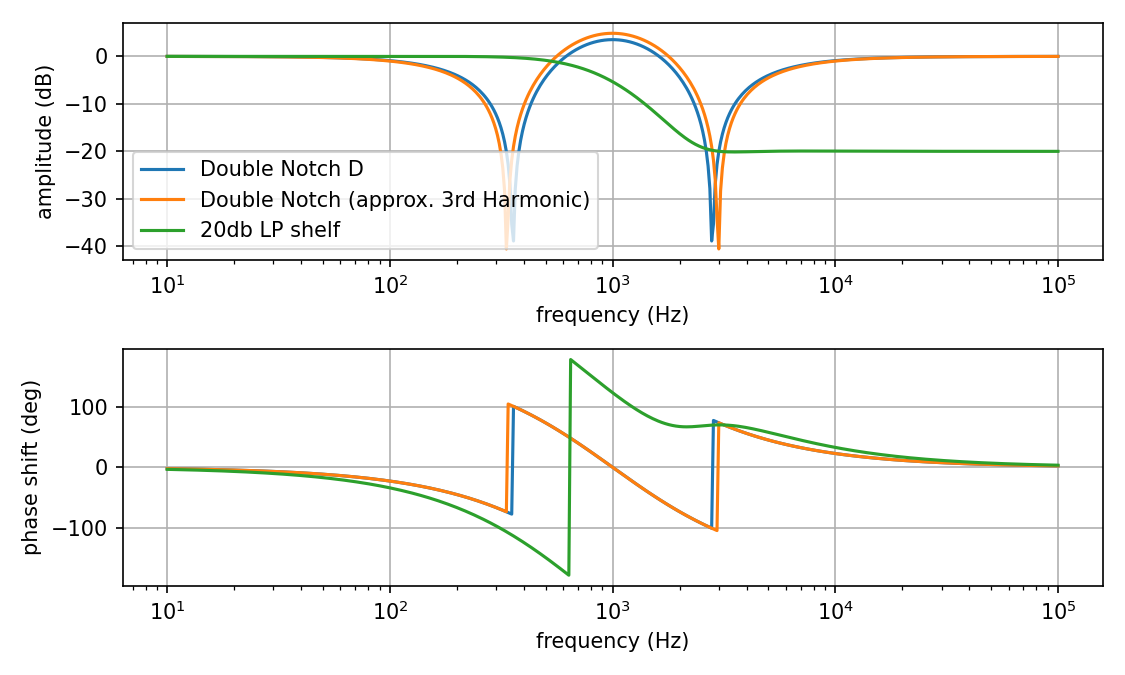 amplitude (dB)
0
−10
−20
−30
−40
Double Notch D
Double Notch (approx. 3rd Harmonic)
20db LP shelf
10¹ 10² 10³ 10⁴ 10⁵
frequency (Hz)
phase shift (deg)
100
0
−100
10¹ 10² 10³ 10⁴ 10⁵
frequency (Hz)